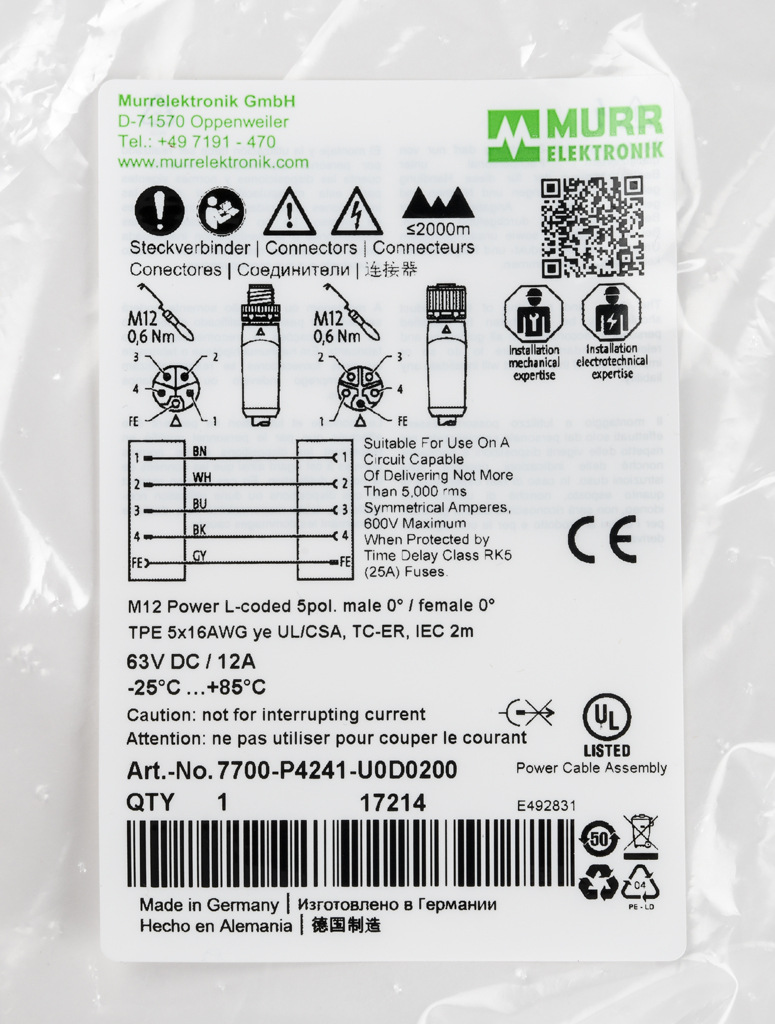 Murrelektronik GmbH
D-71570 Oppenweiler
Tel.: +49 7191 - 470
www.murrelektronik.com
MURR
ELEKTRONIK
≤2000m
Steckverbinder | Connectors | Connecteurs
Conectores | Соединители | 连接器
M12
0,6 Nm
M12
0,6 Nm
3 2
4
FE 1
2 3
4
1 FE
Installation
mechanical
expertise
Installation
electrotechnical
expertise
1 BN 1
2 WH 2
3 BU 3
4 BK 4
FE GY FE
Suitable For Use On A
Circuit Capable
Of Delivering Not More
Than 5,000 rms
Symmetrical Amperes,
600V Maximum
When Protected by
Time Delay Class RK5
(25A) Fuses.
CE
M12 Power L-coded 5pol. male 0° / female 0°
TPE 5x16AWG ye UL/CSA, TC-ER, IEC 2m
63V DC / 12A
-25°C ...+85°C
Caution: not for interrupting current
Attention: ne pas utiliser pour couper le courant
UL
LISTED
Power Cable Assembly
Art.-No. 7700-P4241-U0D0200
QTY 1 17214
E492831
50
04
PE - LD
Made in Germany | Изготовлено в Германии
Hecho en Alemania | 德国制造